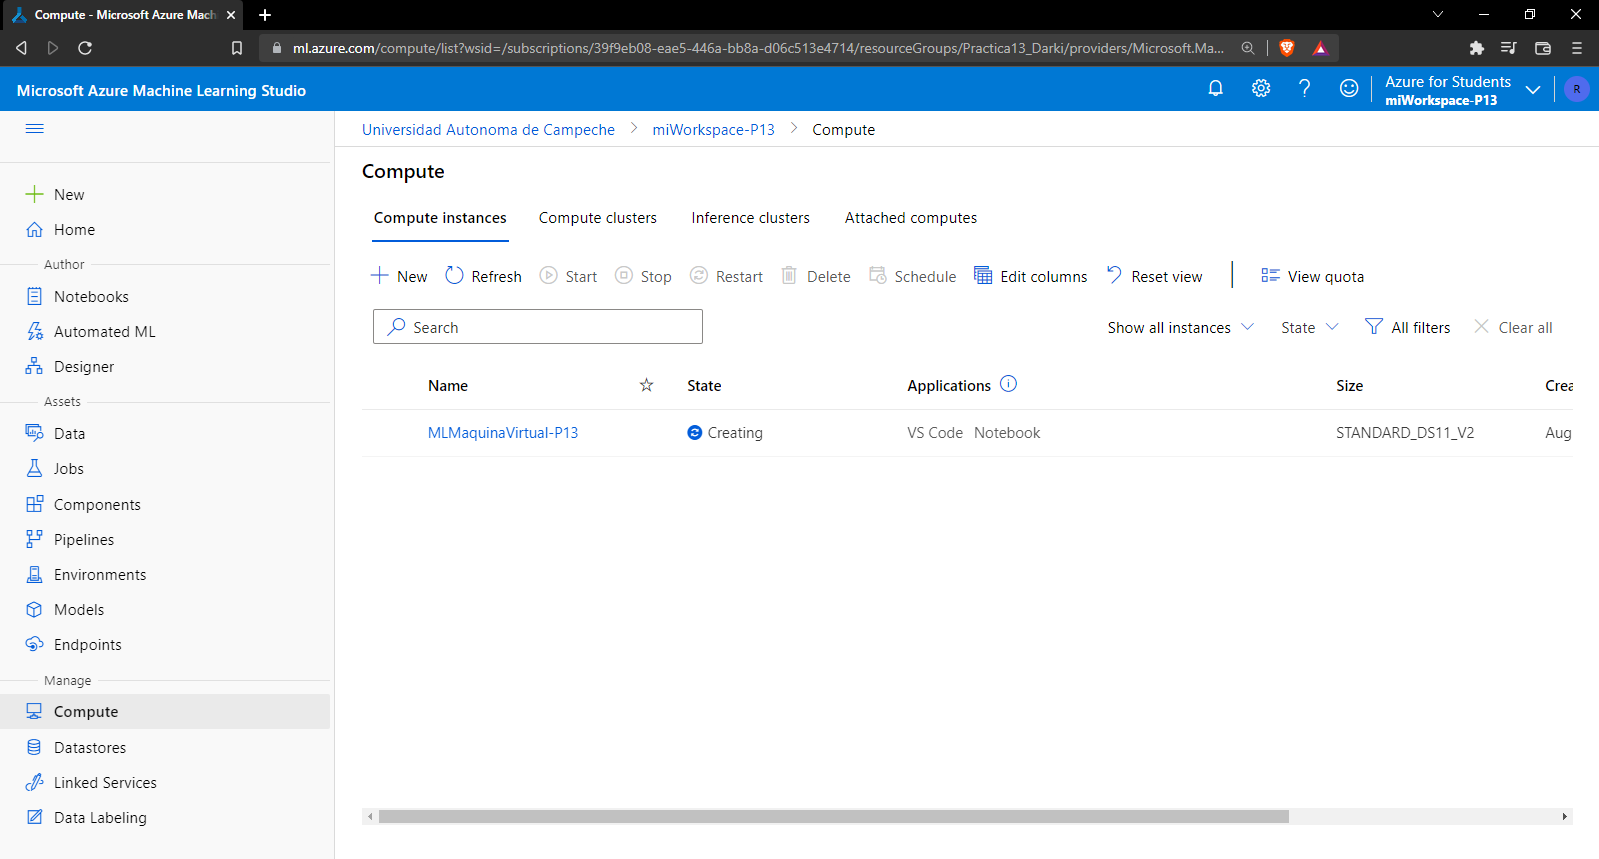 Compute - Microsoft Azure Mach
ml.azure.com/compute/list?wsid=/subscriptions/39f9eb08-eae5-446a-bb8a-d06c513e4714/resourceGroups/Practica13_Darki/providers/Microsoft.Ma...
Microsoft Azure Machine Learning Studio
Azure for Students
miWorkspace-P13
R
Universidad Autonoma de Campeche > miWorkspace-P13 > Compute
New
Home
Author
Notebooks
Automated ML
Designer
Assets
Data
Jobs
Components
Pipelines
Environments
Models
Endpoints
Manage
Compute
Datastores
Linked Services
Data Labeling
Compute
Compute instances Compute clusters Inference clusters Attached computes
New Refresh Start Stop Restart Delete Schedule Edit columns Reset view View quota
Search Show all instances State All filters Clear all
Name State Applications Size Crea
MLMaquinaVirtual-P13 Creating VS Code Notebook STANDARD_DS11_V2 Aug